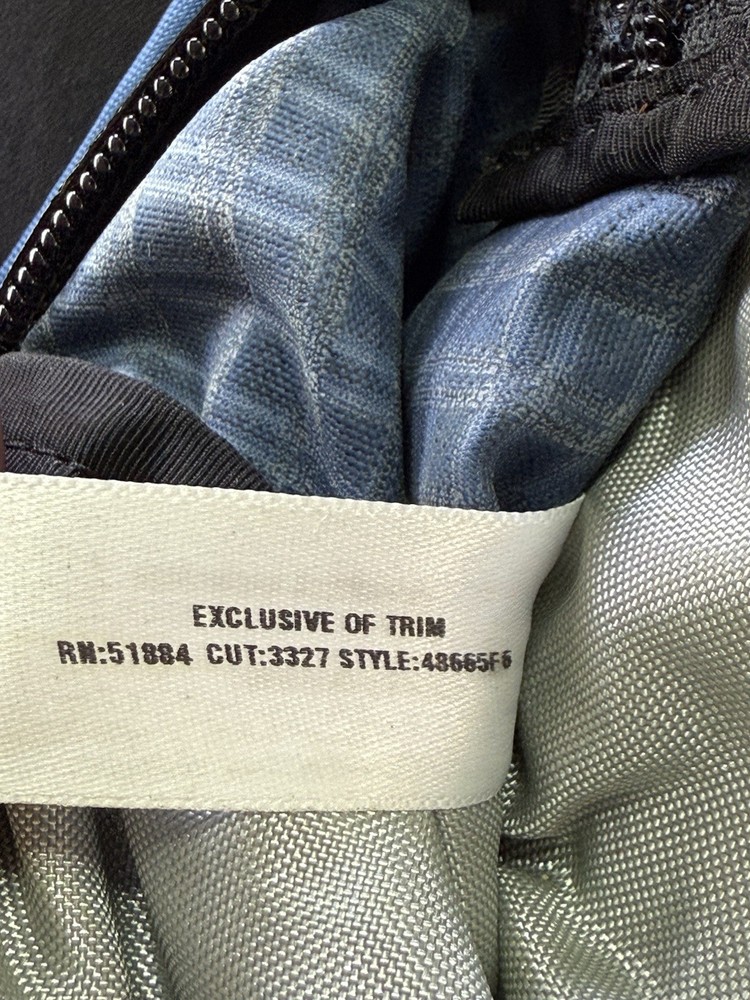 EXCLUSIVE OF TRIM
RN:51884 CUT:3327 STYLE:48665F6